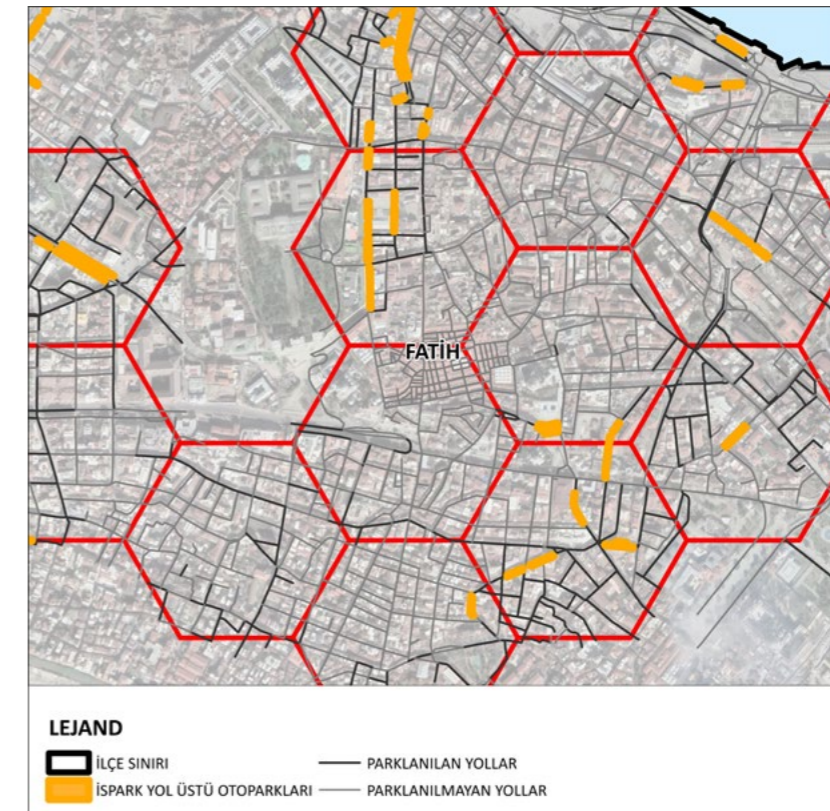 FATİH
LEJAND
İLÇE SINIRI
PARKLANILAN YOLLAR
İSPARK YOL ÜSTÜ OTOPARKLARI
PARKLANILMAYAN YOLLAR